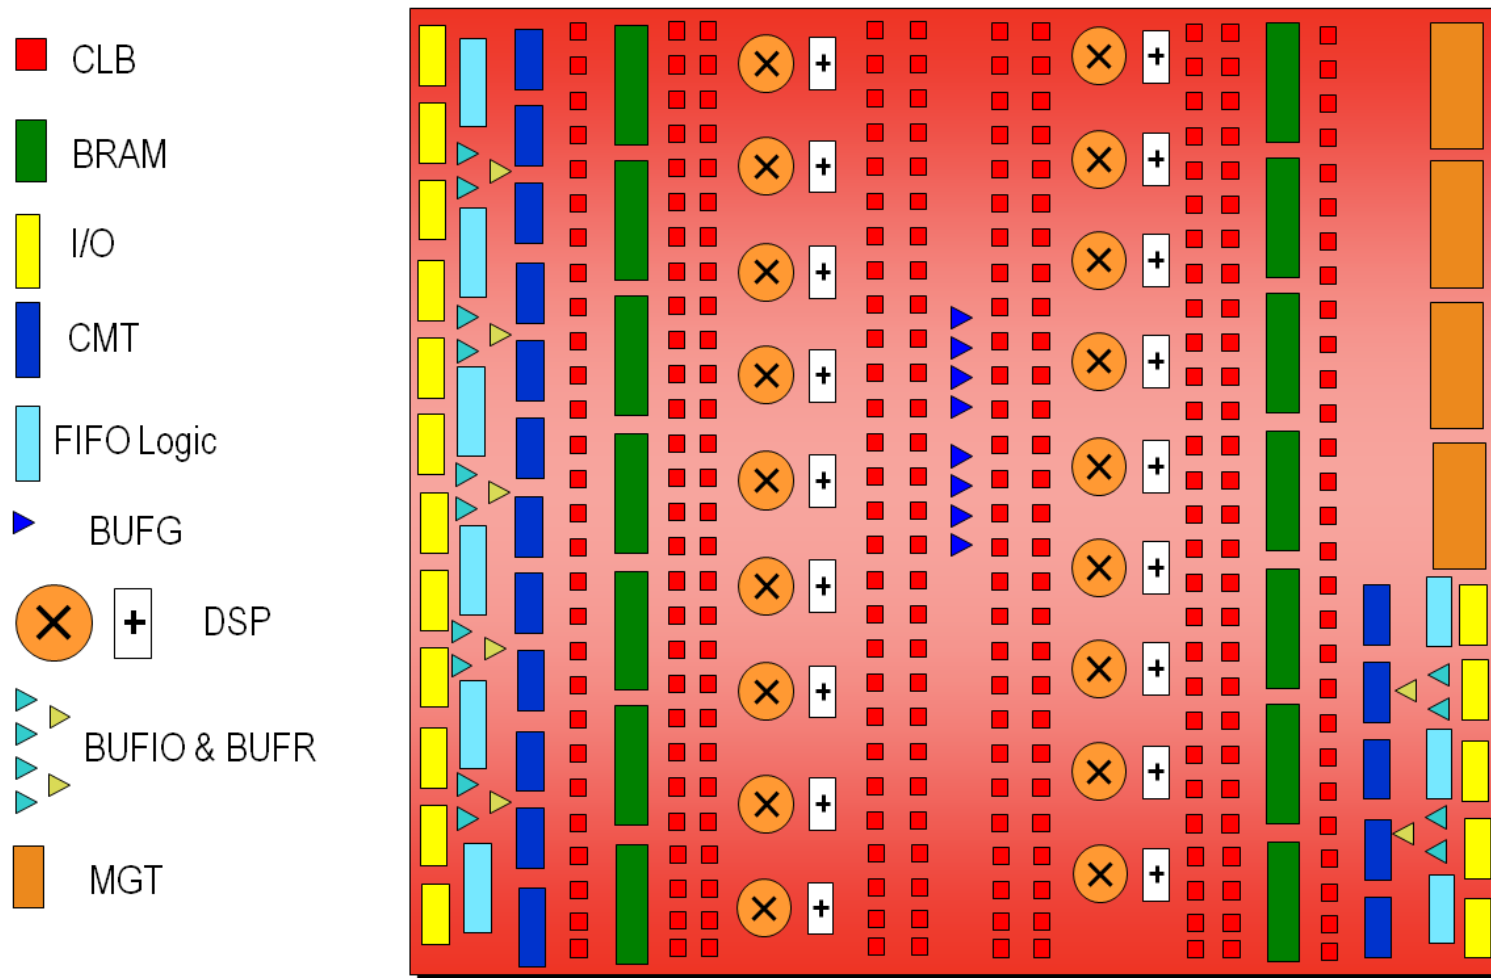 CLB
BRAM
I/O
CMT
FIFO Logic
BUFG
DSP
BUFIO & BUFR
MGT